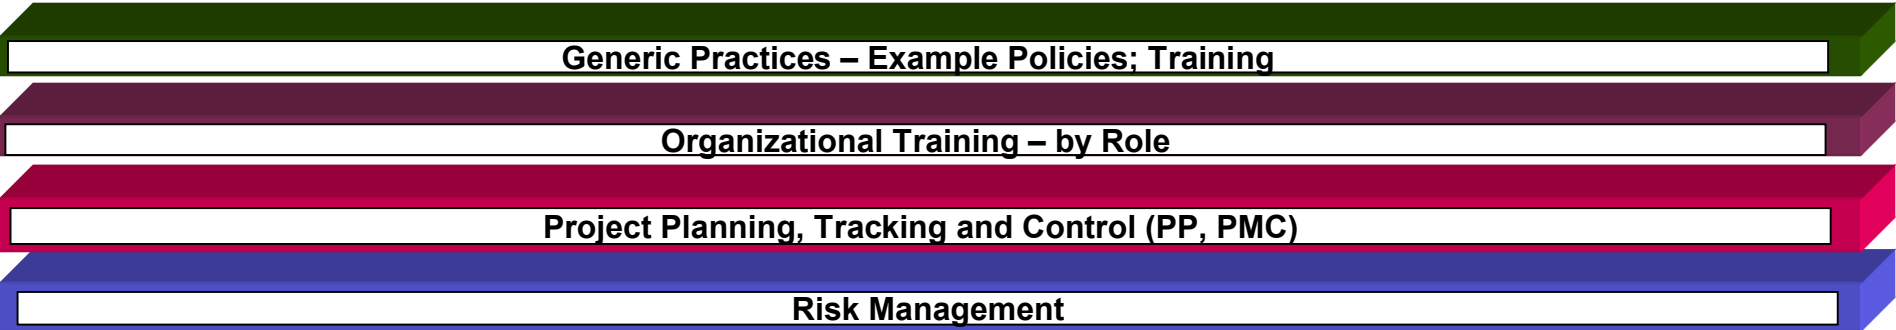 Generic Practices – Example Policies; Training
Organizational Training – by Role
Project Planning, Tracking and Control (PP, PMC)
Risk Management